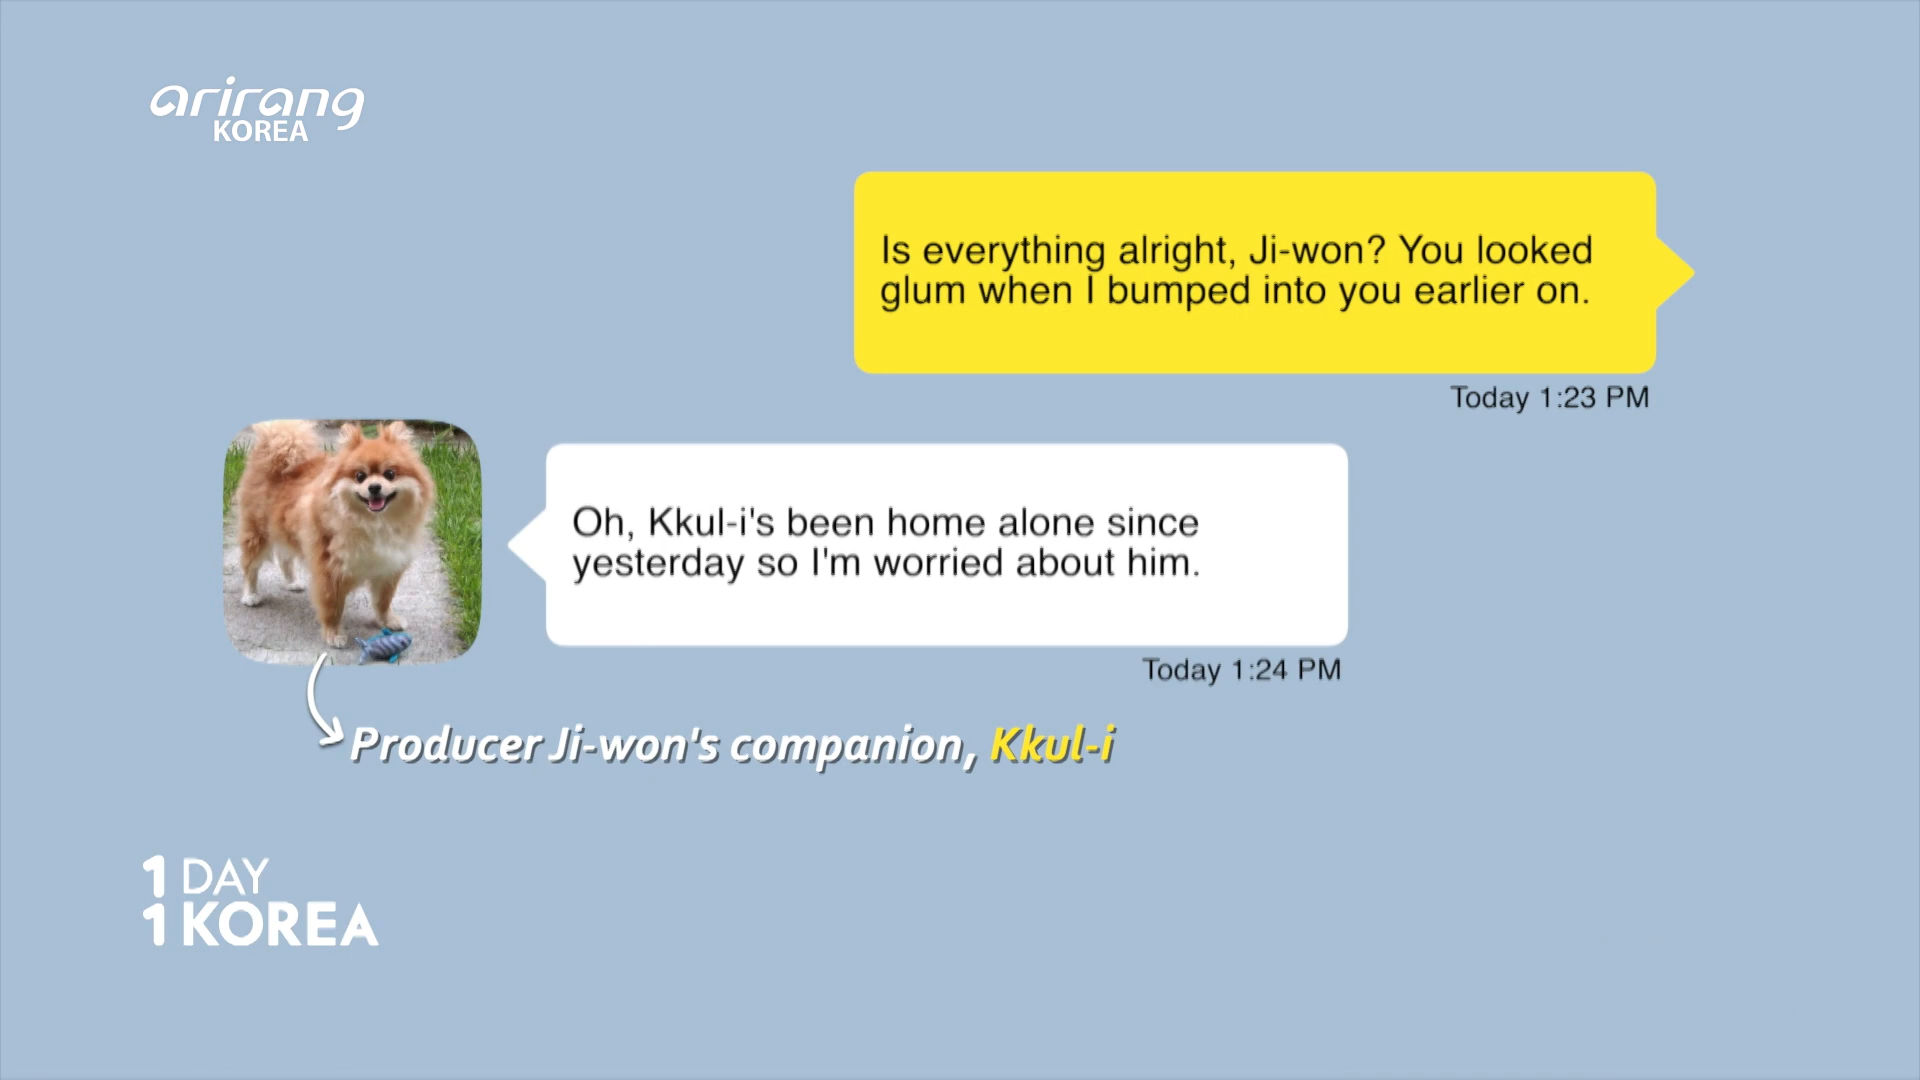 arirang
KOREA
Is everything alright, Ji-won? You looked
glum when I bumped into you earlier on.
Today 1:23 PM
Oh, Kkul-i's been home alone since
yesterday so I'm worried about him.
Today 1:24 PM
Producer Ji-won's companion, Kkul-i
1 DAY
1 KOREA